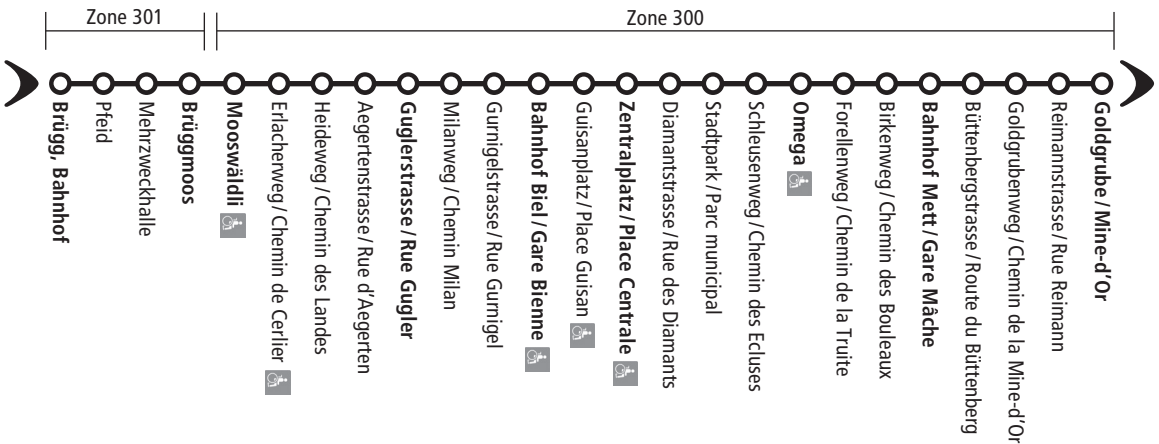 Zone 301
Zone 300
Brügg, Bahnhof
Pfeid
Mehrzweckhalle
Brüggmoos
Mooswäldli
Erlacherweg/Chemin de Cerlier
Heideweg/Chemin des Landes
Aegertenstrasse/Rue d'Aegerten
Guglerstrasse/Rue Gugler
Milanweg/Chemin Milan
Gurnigelstrasse/Rue Gurnigel
Bahnhof Biel/Gare Bienne
Guisanplatz/Place Guisan
Zentralplatz/Place Centrale
Diamantstrasse/Rue des Diamants
Stadtpark/Parc municipal
Schleusenweg/Chemin des Ecluses
Omega
Forellenweg/Chemin de la Truite
Birkenweg/Chemin des Bouleaux
Bahnhof Mett/Gare Mâche
Büttenbergstrasse/Route du Büttenberg
Goldgrubenweg/Chemin de la Mine-d'Or
Reimannstrasse/Rue Reimann
Goldgrube/Mine-d'Or